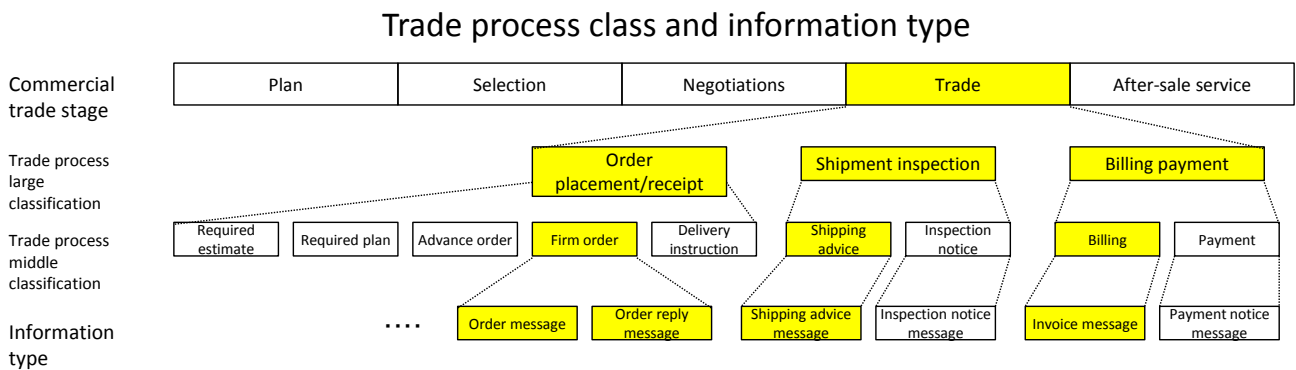 Trade process class and information type
Commercial
trade stage
Plan
Selection
Negotiations
Trade
After-sale service
Trade process
large
classification
Order
placement/receipt
Shipment inspection
Billing payment
Trade process
middle
classification
Required
estimate
Required plan
Advance order
Firm order
Delivery
instruction
Shipping
advice
Inspection
notice
Billing
Payment
Information
type
....
Order message
Order reply
message
Shipping advice
message
Inspection notice
message
Invoice message
Payment notice
message